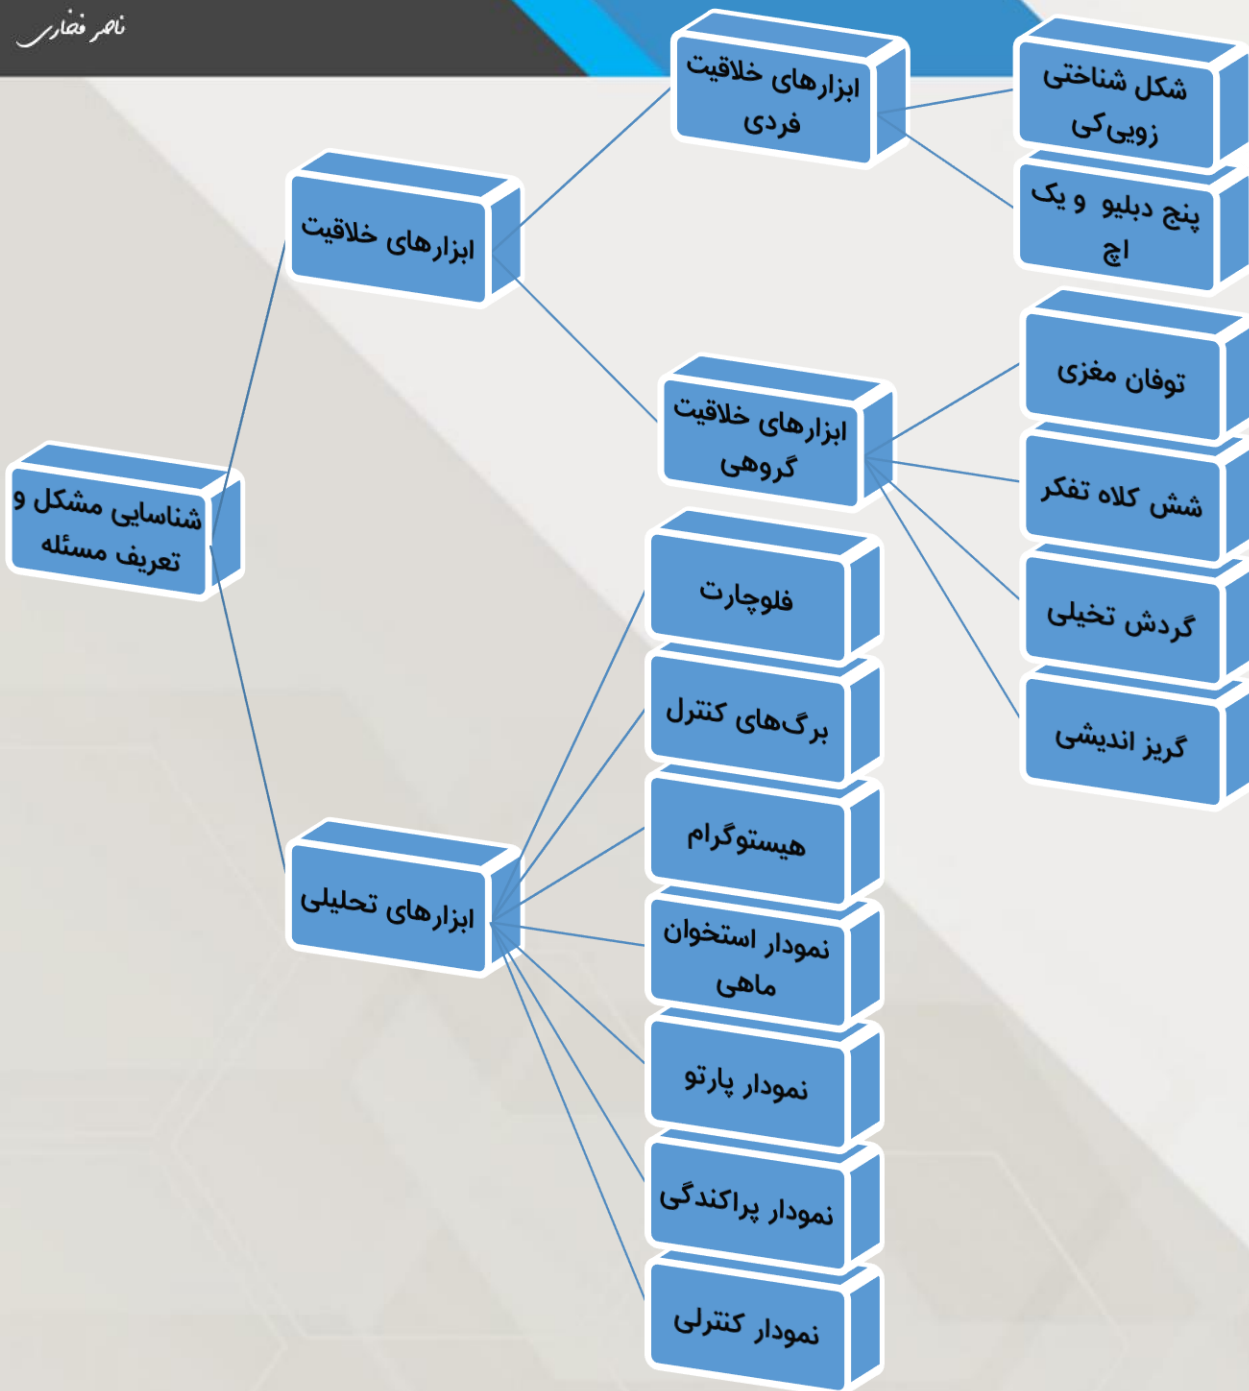 ناصر فخاری
شناسایی مشکل و
تعریف مسئله
ابزارهای خلاقیت
ابزارهای خلاقیت
فردی
شکل شناختی
زویی‌کی
پنج دبلیو و یک
اچ
ابزارهای خلاقیت
گروهی
توفان مغزی
شش کلاه تفکر
گردش تخیلی
گریز اندیشی
ابزارهای تحلیلی
فلوچارت
برگ‌های کنترل
هیستوگرام
نمودار استخوان
ماهی
نمودار پارتو
نمودار پراکندگی
نمودار کنترلی